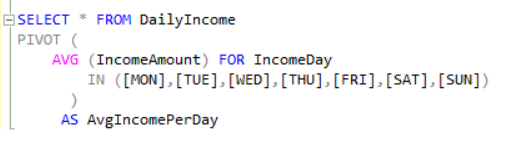 SELECT * FROM DailyIncome
PIVOT (
AVG (IncomeAmount) FOR IncomeDay
IN ([MON],[TUE],[WED],[THU],[FRI],[SAT],[SUN])
)
AS AvgIncomePerDay